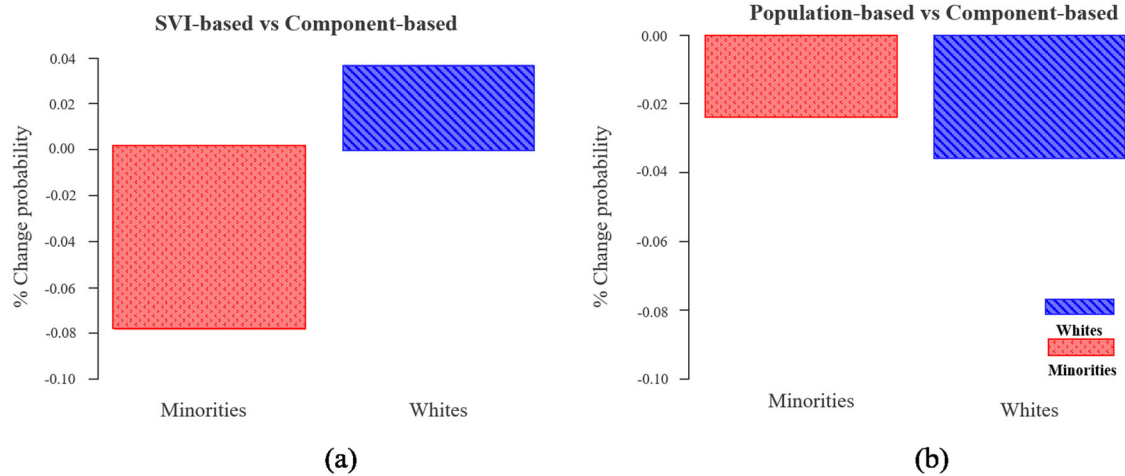 SVI-based vs Component-based
% Change probability
0.04
0.02
0.00
-0.02
-0.04
-0.06
-0.08
-0.10
Minorities
Whites
(a)
Population-based vs Component-based
% Change probability
0.00
-0.02
-0.04
-0.06
-0.08
-0.10
Whites
Minorities
Minorities
Whites
(b)